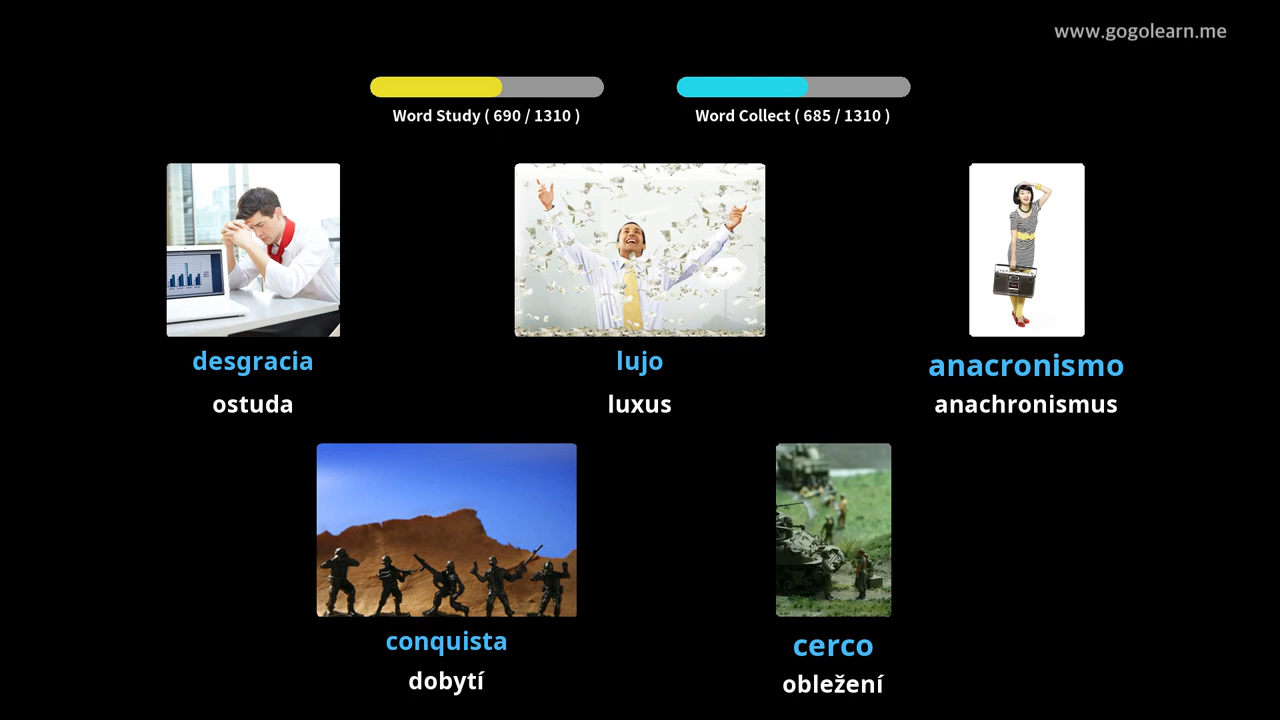 www.gogolearn.me
Word Study ( 690 / 1310 )
Word Collect ( 685 / 1310 )
desgracia
ostuda
lujo
luxus
anacronismo
anachronismus
conquista
dobytí
cerco
obležení